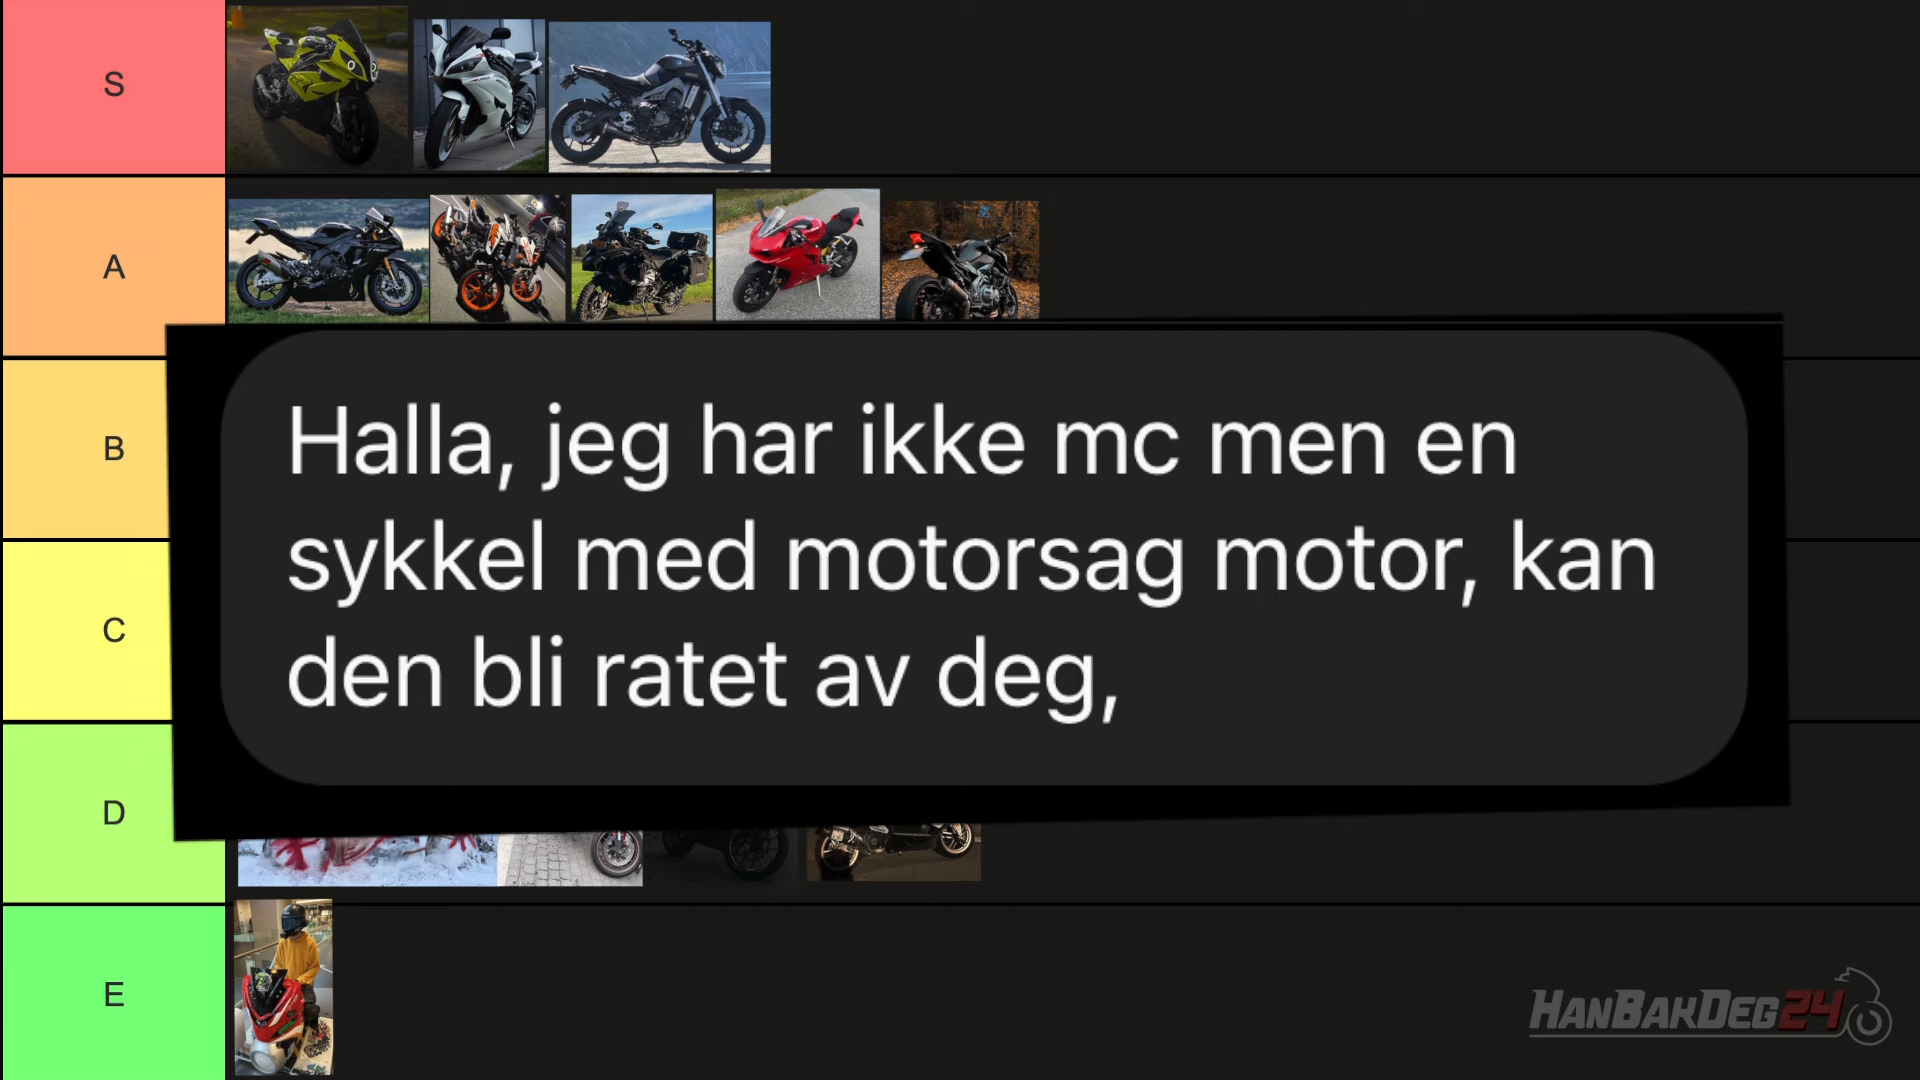 S
A
Halla, jeg har ikke mc men en
sykkel med motorsag motor, kan
den bli ratet av deg,
B
C
D
E
HANBAKDEG24